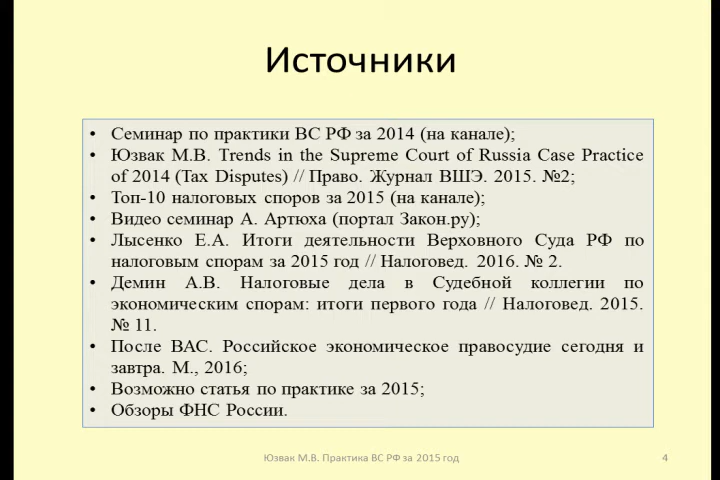 Источники
• Семинар по практики ВС РФ за 2014 (на канале);
• Юзвак М.В. Trends in the Supreme Court of Russia Case Practice
of 2014 (Tax Disputes) // Право. Журнал ВШЭ. 2015. №2;
• Топ-10 налоговых споров за 2015 (на канале);
• Видео семинар А. Артюха (портал Закон.ру);
• Лысенко Е.А. Итоги деятельности Верховного Суда РФ по
налоговым спорам за 2015 год // Налоговед. 2016. № 2.
• Демин А.В. Налоговые дела в Судебной коллегии по
экономическим спорам: итоги первого года // Налоговед. 2015.
№ 11.
• После ВАС. Российское экономическое правосудие сегодня и
завтра. М., 2016;
• Возможно статья по практике за 2015;
• Обзоры ФНС России.
Юзвак М.В. Практика ВС РФ за 2015 год
4